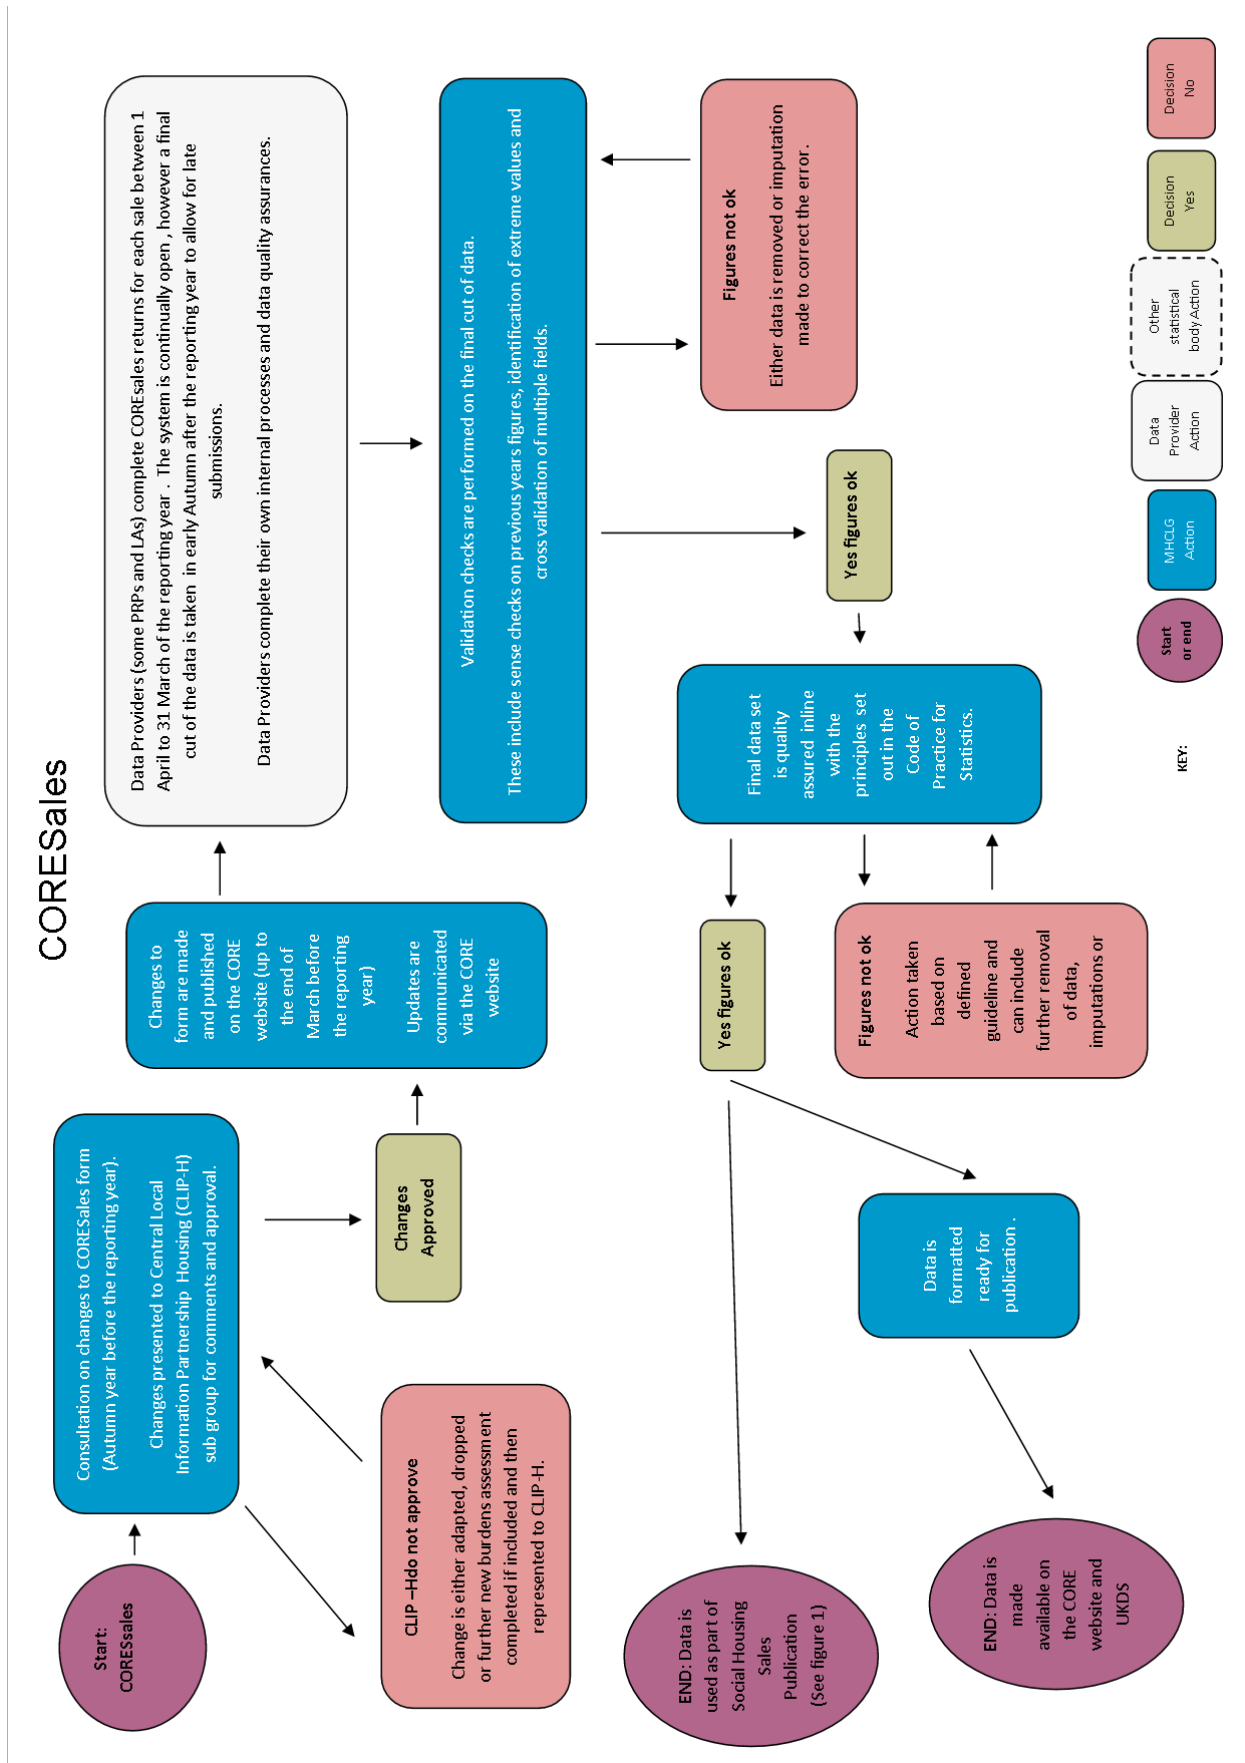 CORESales
Start:
CORESsales
Consultation on changes to CORESales form
(Autumn year before the reporting year).
Changes presented to Central Local
Information Partnership Housing (CLIP-H)
sub group for comments and approval.
CLIP –Hdo not approve
Change is either adapted, dropped
or further new burdens assessment
completed if included and then
represented to CLIP-H.
Changes
Approved
Changes to
form are made
and published
on the CORE
website (up to
the end of
March before
the reporting
year)
Updates are
communicated
via the CORE
website
Data Providers (some PRPs and LAs) complete COREsales returns for each sale between 1
April to 31 March of the reporting year . The system is continually open , however a final
cut of the data is taken in early Autumn after the reporting year to allow for late
submissions.
Data Providers complete their own internal processes and data quality assurances.
Validation checks are performed on the final cut of data.
These include sense checks on previous years figures, identification of extreme values and
cross validation of multiple fields.
Figures not ok
Either data is removed or imputation
made to correct the error.
Yes figures ok
Final data set
is quality
assured inline
with the
principles set
out in the
Code of
Practice for
Statistics.
Yes figures ok
Figures not ok
Action taken
based on
defined
guideline and
can include
further removal
of data,
imputations or
Data is
formatted
ready for
publication .
END: Data is
used as part of
Social Housing
Sales
Publication
(See figure 1)
END: Data is
made
available on
the CORE
website and
UKDS
KEY:
Start
or end
MHCLG
Action
Data
Provider
Action
Other
statistical
body Action
Decision
Yes
Decision
No